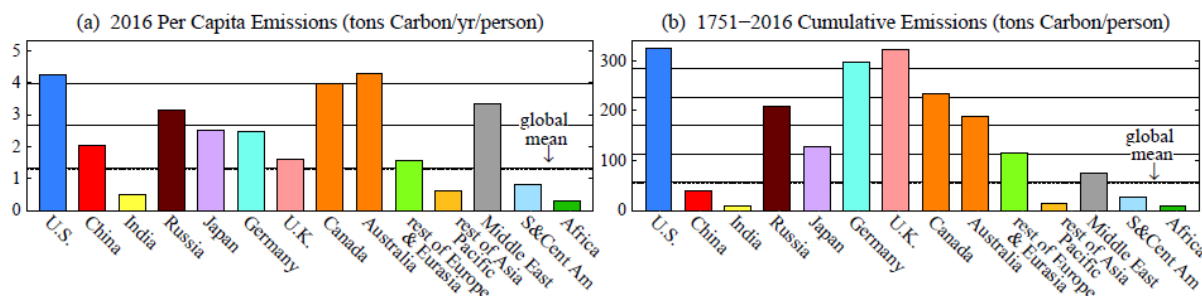 (a) 2016 Per Capita Emissions (tons Carbon/yr/person)
5
4
3
2
1
0
global
mean
U.S.
China
India
Russia
Japan
Germany
U.K.
Canada
Australia
rest of Europe
& Eurasia
rest of Asia
Pacific
Middle East
S&Cent Am
Africa
(b) 1751−2016 Cumulative Emissions (tons Carbon/person)
300
200
100
0
global
mean
U.S.
China
India
Russia
Japan
Germany
U.K.
Canada
Australia
rest of Europe
& Eurasia
rest of Asia
Pacific
Middle East
S&Cent Am
Africa